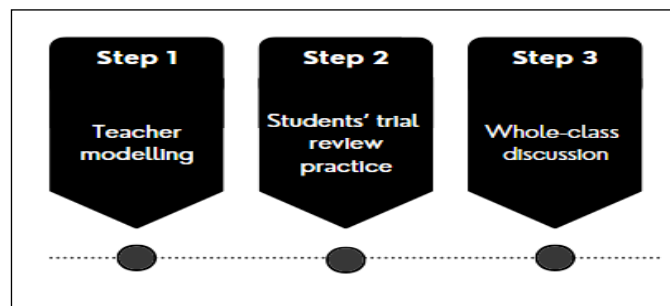 Step 1
Teacher
modelling
Step 2
Students' trial
review
practice
Step 3
Whole-class
discussion